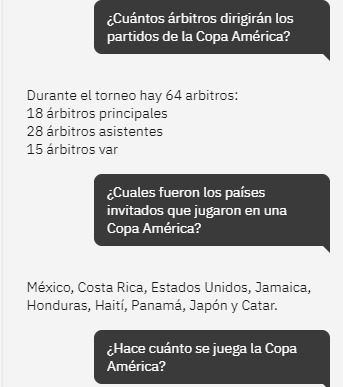 ¿Cuántos árbitros dirigirán los
partidos de la Copa América?
Durante el torneo hay 64 arbitros:
18 árbitros principales
28 árbitros asistentes
15 árbitros var
¿Cuales fueron los países
invitados que jugaron en una
Copa América?
México, Costa Rica, Estados Unidos, Jamaica,
Honduras, Haití, Panamá, Japón y Catar.
¿Hace cuánto se juega la Copa
América?